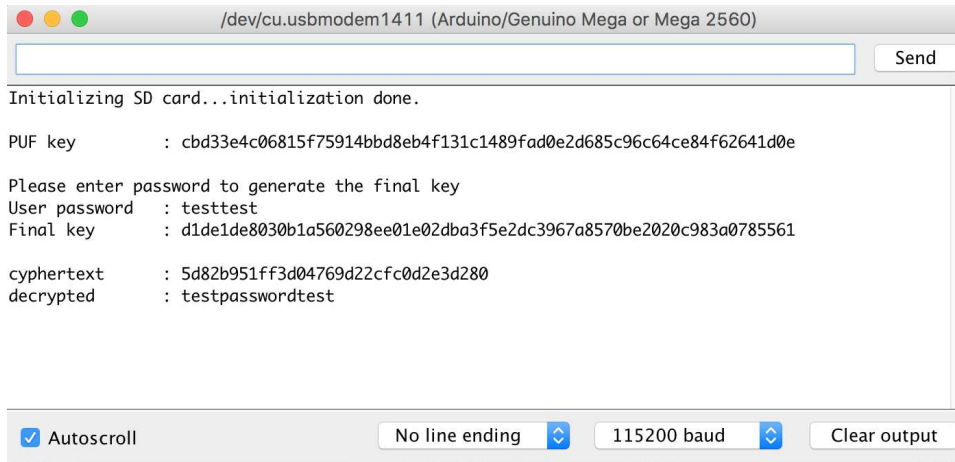 /dev/cu.usbmodem1411 (Arduino/Genuino Mega or Mega 2560)
Send
Initializing SD card...initialization done.
PUF key : cbd33e4c06815f75914bbd8eb4f131c1489fad0e2d685c96c64ce84f62641d0e
Please enter password to generate the final key
User password : testtest
Final key : d1de1de8030b1a560298ee01e02dba3f5e2dc3967a8570be2020c983a0785561
cyphertext : 5d82b951ff3d04769d22cfc0d2e3d280
decrypted : testpasswordtest
Autoscroll No line ending 115200 baud Clear output